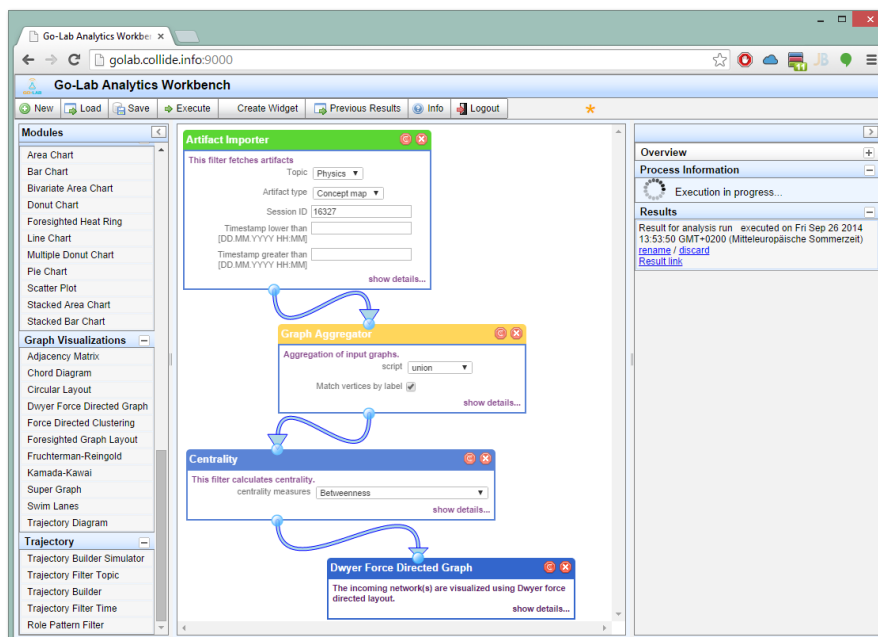 Go-Lab Analytics Workbe
golab.collide.info:9000
Go-Lab Analytics Workbench
New Load Save Execute Create Widget Previous Results Info Logout
Modules
Area Chart
Bar Chart
Bivariate Area Chart
Donut Chart
Foresighted Heat Ring
Line Chart
Multiple Donut Chart
Pie Chart
Scatter Plot
Stacked Area Chart
Stacked Bar Chart
Graph Visualizations
Adjacency Matrix
Chord Diagram
Circular Layout
Dwyer Force Directed Graph
Force Directed Clustering
Foresighted Graph Layout
Fruchterman-Reingold
Kamada-Kawai
Super Graph
Swim Lanes
Trajectory Diagram
Trajectory
Trajectory Builder Simulator
Trajectory Filter Topic
Trajectory Builder
Trajectory Filter Time
Role Pattern Filter
Artifact Importer
This filter fetches artifacts
Topic Physics
Artifact type Concept map
Session ID 16327
Timestamp lower than
[DD.MM.YYYY HH:MM]
Timestamp greater than
[DD.MM.YYYY HH:MM]
show details...
Graph Aggregator
Aggregation of input graphs.
script union
Match vertices by label
show details...
Centrality
This filter calculates centrality.
centrality measures Betweenness
show details...
Dwyer Force Directed Graph
The incoming network(s) are visualized using Dwyer force
directed layout.
show details...
Overview
Process Information
Execution in progress...
Results
Result for analysis run executed on Fri Sep 26 2014
13:53:50 GMT+0200 (Mitteleuropäische Sommerzeit)
rename / discard
Result link